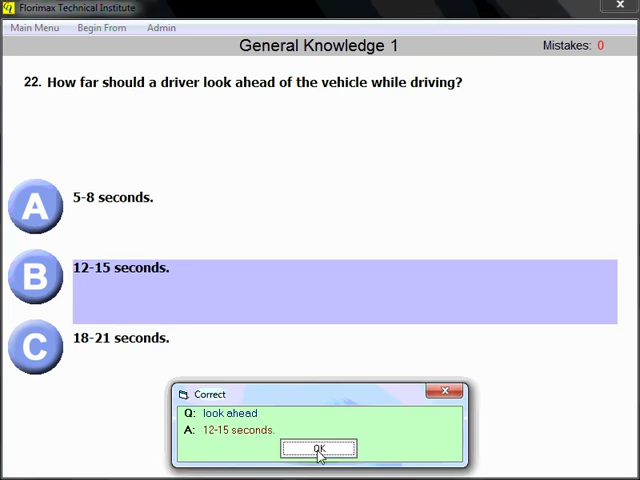 Florimax Technical Institute
Main Menu Begin From Admin
General Knowledge 1 Mistakes: 0
22. How far should a driver look ahead of the vehicle while driving?
A 5-8 seconds.
B 12-15 seconds.
C 18-21 seconds.
Correct
Q: look ahead
A: 12-15 seconds.
OK